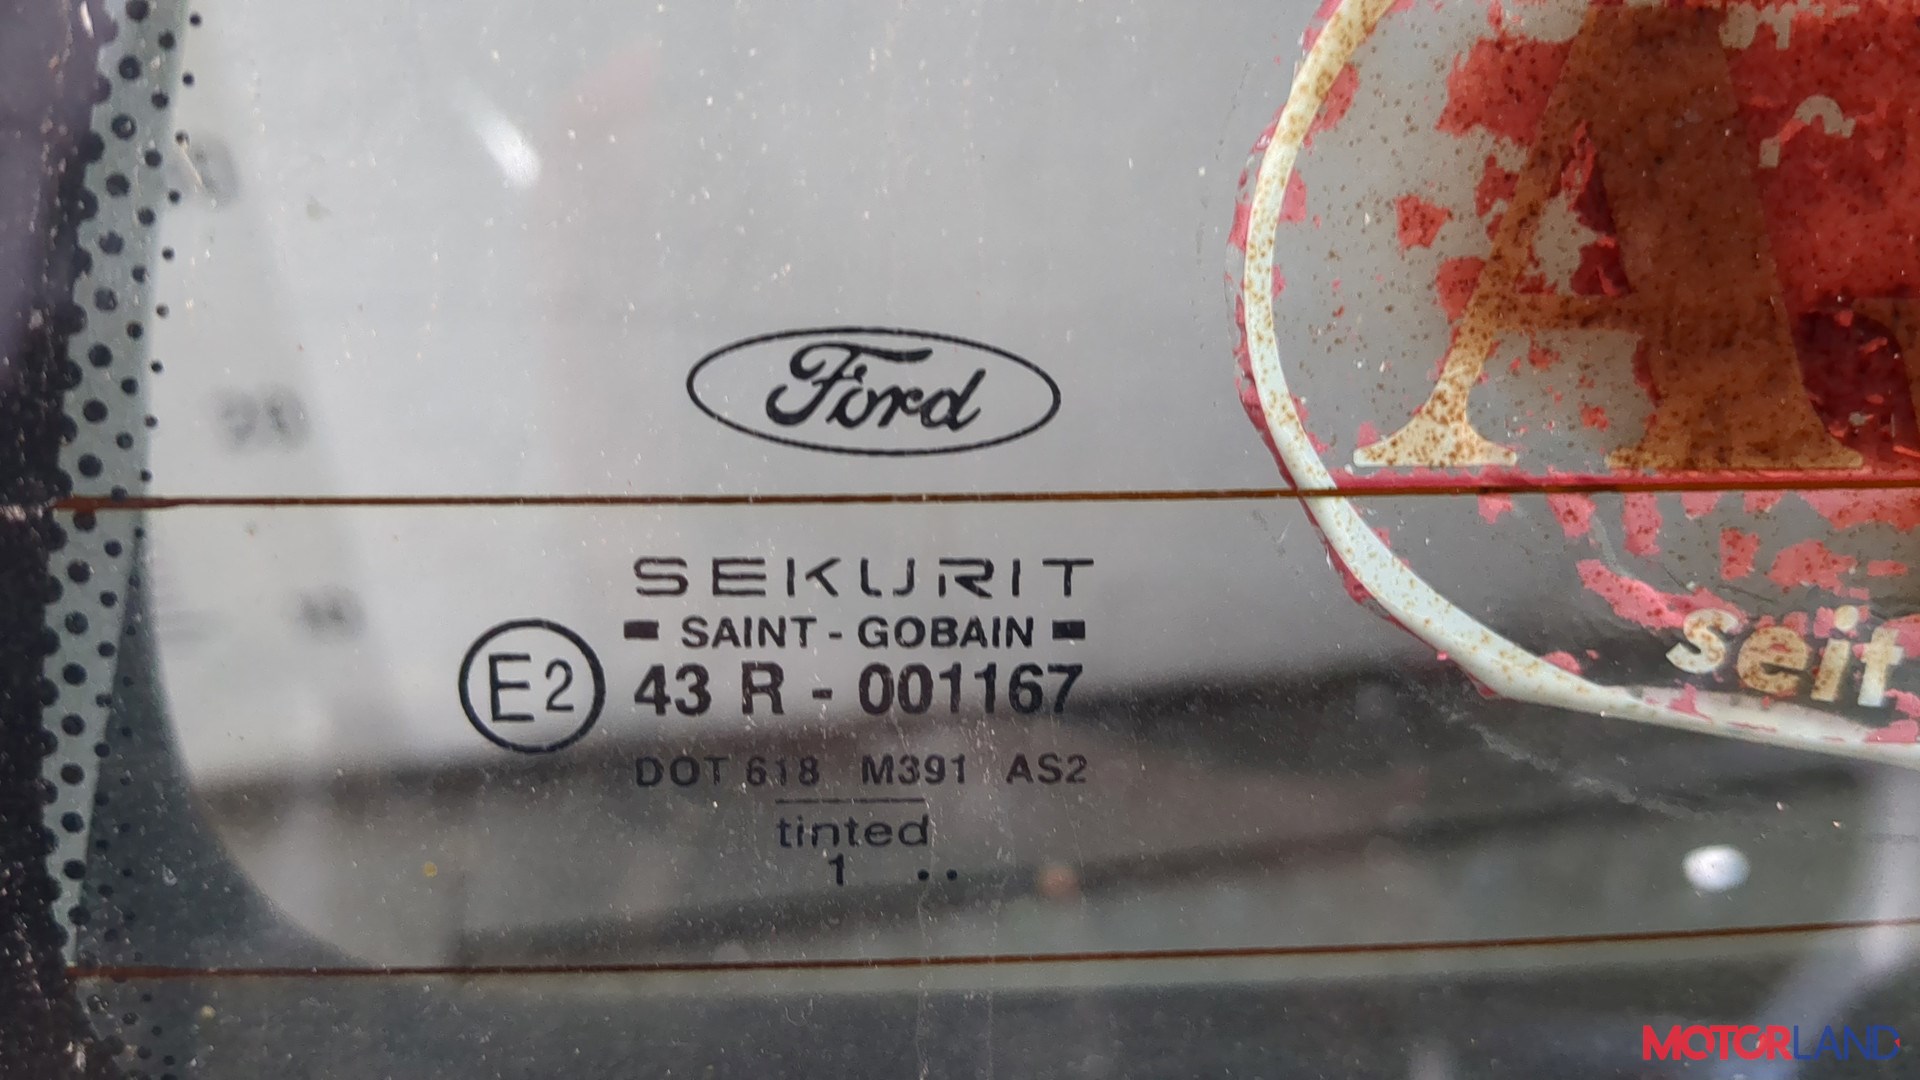 Ford
SEKURIT
SAINT - GOBAIN
E2
43 R - 001167
DOT 618 M391 AS2
tinted
1 ..
A
seit
MOTORLAND